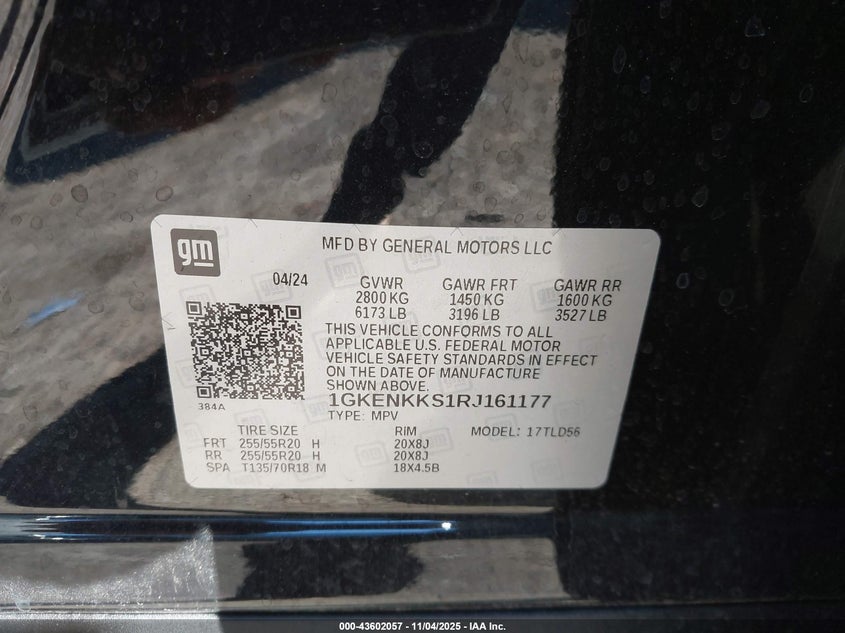 gm
MFD BY GENERAL MOTORS LLC
04/24
GVWR GAWR FRT GAWR RR
2800 KG 1450 KG 1600 KG
6173 LB 3196 LB 3527 LB
THIS VEHICLE CONFORMS TO ALL
APPLICABLE U.S. FEDERAL MOTOR
VEHICLE SAFETY STANDARDS IN EFFECT
ON THE DATE OF MANUFACTURE
SHOWN ABOVE.
384A
1GKENKKS1RJ161177
TYPE: MPV
TIRE SIZE RIM MODEL: 17TLD56
FRT 255/55R20 H 20X8J
RR 255/55R20 H 20X8J
SPA T135/70R18 M 18X4.5B
000-43602057 - 11/04/2025 - IAA Inc.